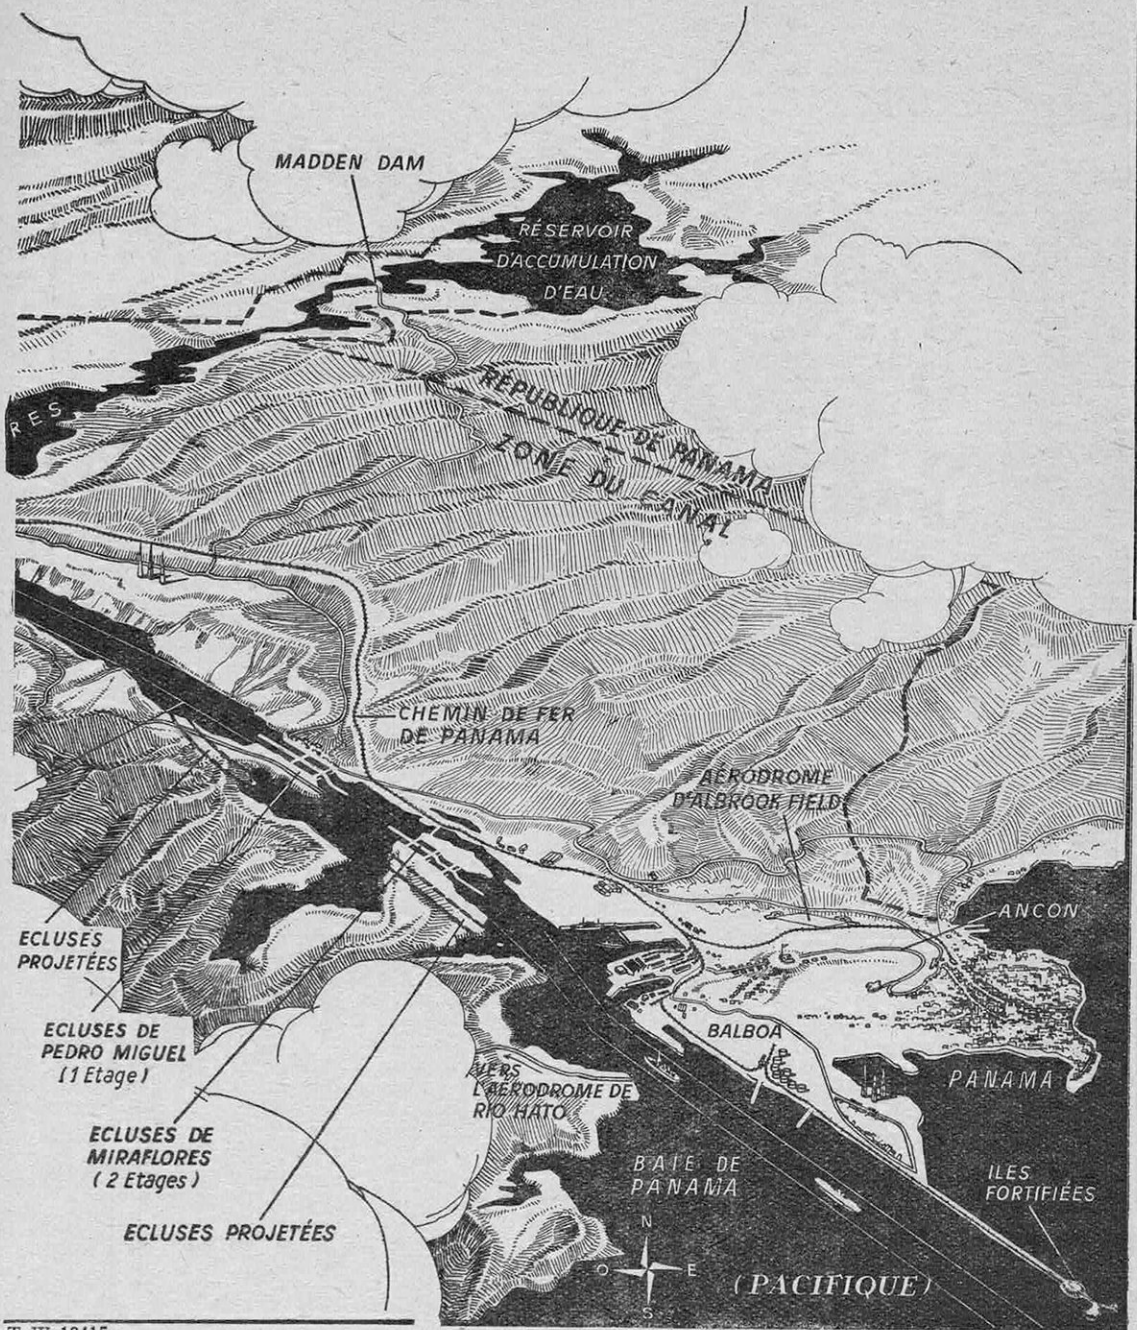 MADDEN DAM
RÉSERVOIR
D'ACCUMULATION
D'EAU
RES
RÉPUBLIQUE DE PANAMA
ZONE DU CANAL
CHEMIN DE FER
DE PANAMA
AÉRODROME
D'ALBROOK FIELD
ANCON
ECLUSES
PROJETÉES
ECLUSES DE
PEDRO MIGUEL
(1 Etage)
BALBOA
PANAMA
VERS
L'AÉRODROME DE
RIO HATO
ECLUSES DE
MIRAFLORES
(2 Etages)
BAIE DE
PANAMA
ILES
FORTIFIÉES
ECLUSES PROJETÉES
N
O
E
S
(PACIFIQUE)